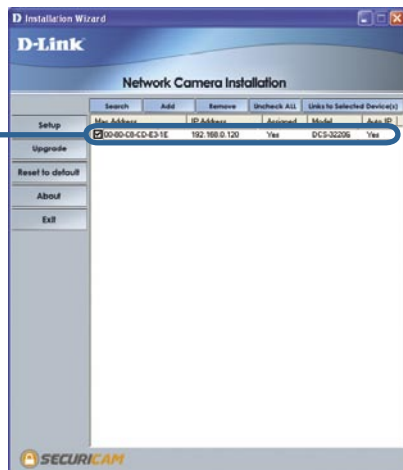 D Installation Wizard
D-Link
Network Camera Installation
Search Add Remove Uncheck ALL Links to Selected Device(s)
Mac Address IP Address Assigned Model Auto IP
00-80-C8-CD-E3-1E 192.168.0.120 Yes DCS-3220G Yes
Setup
Upgrade
Reset to default
About
Exit
SECURICAM